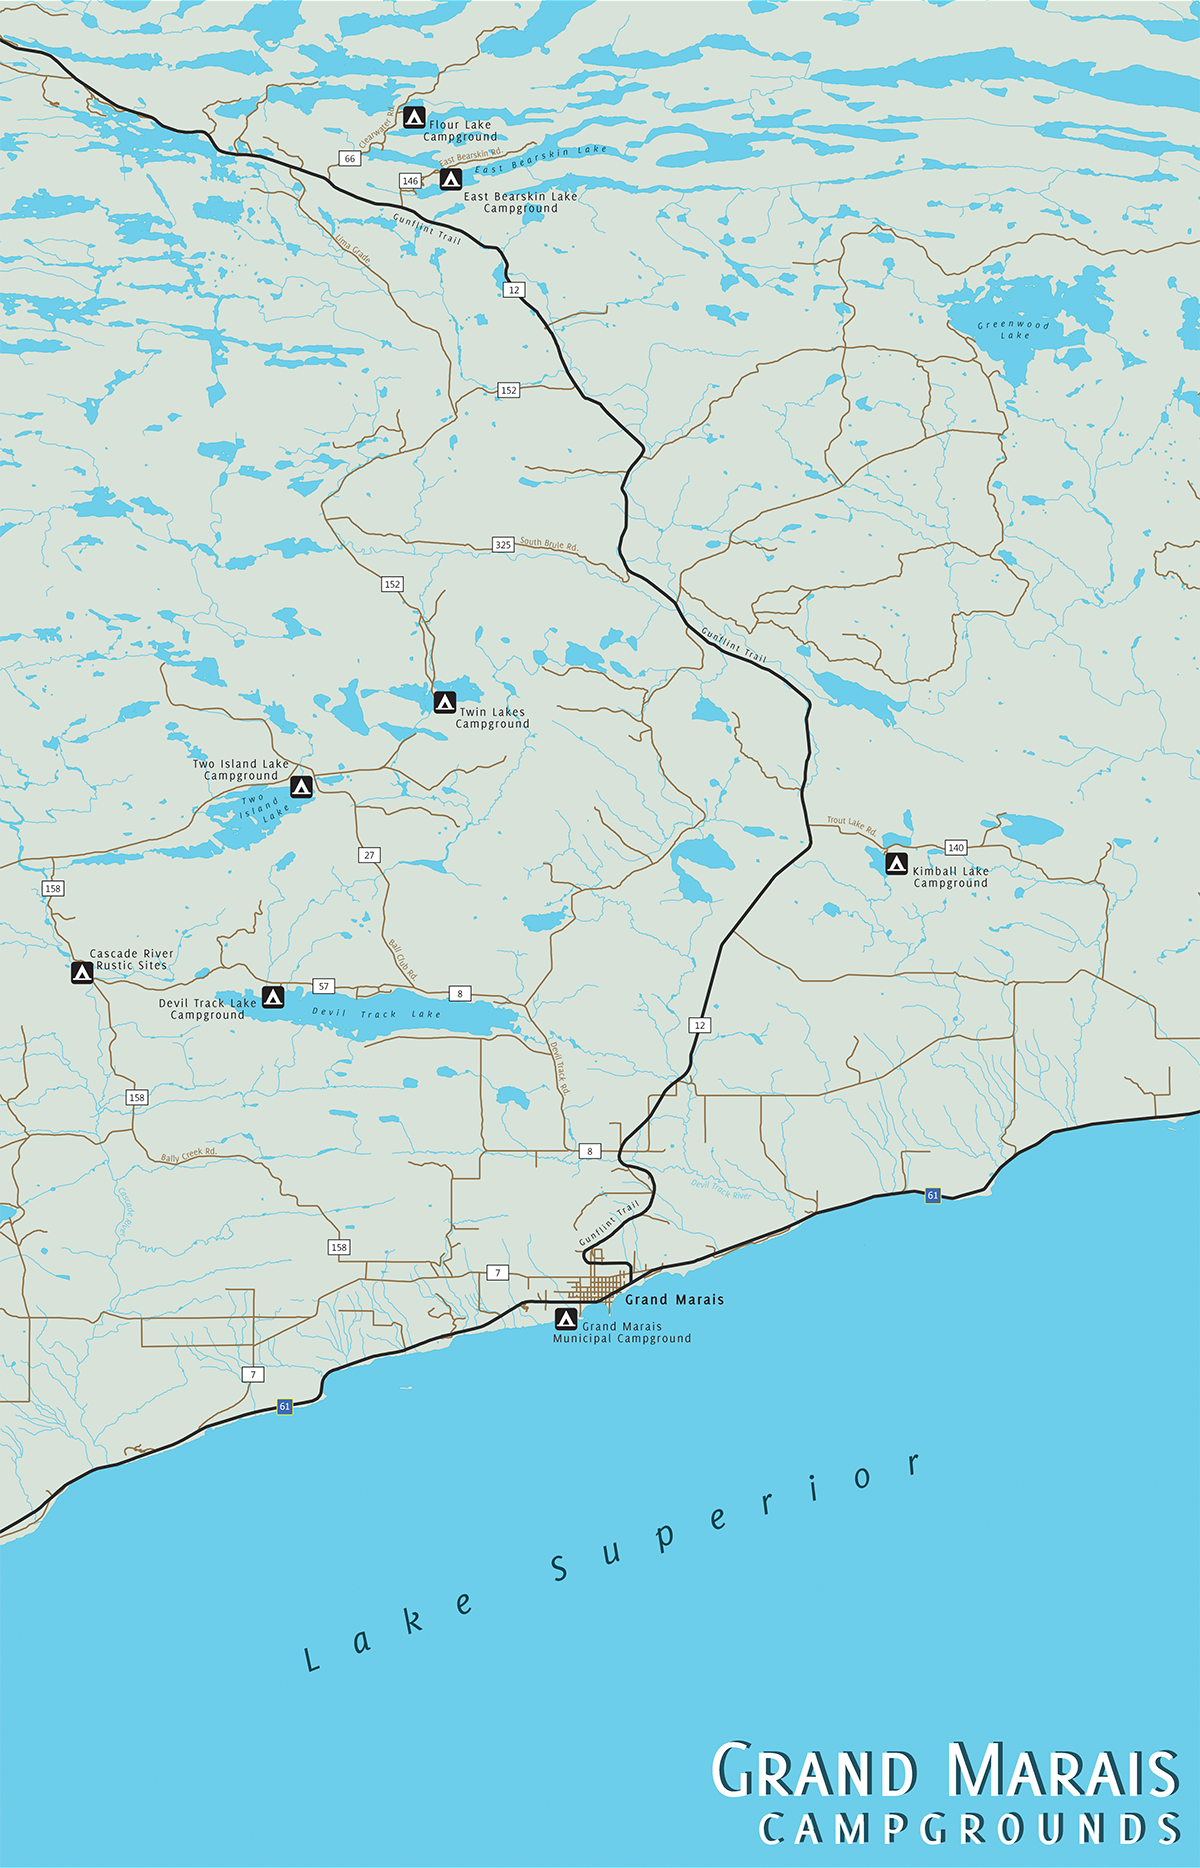 Flour Lake
Campground
Clearwater Rd.
66
East Bearskin Rd.
East Bearskin Lake
146
East Bearskin Lake
Campground
Gunflint Trail
Lima Grade
12
Greenwood
Lake
152
325
South Brule Rd.
152
Gunflint Trail
Twin Lakes
Campground
Two Island Lake
Campground
Two
Island
Lake
Trout Lake Rd.
140
27
Kimball Lake
Campground
158
Ball Club Rd.
Cascade River
Rustic Sites
57
8
Devil Track Lake
Campground
Devil Track Lake
12
Devil Track Rd.
158
8
Bally Creek Rd.
Devil Track River
61
Cascade River
Gunflint Trail
158
7
Grand Marais
Grand Marais
Municipal Campground
7
61
Lake Superior
Grand Marais
Campgrounds